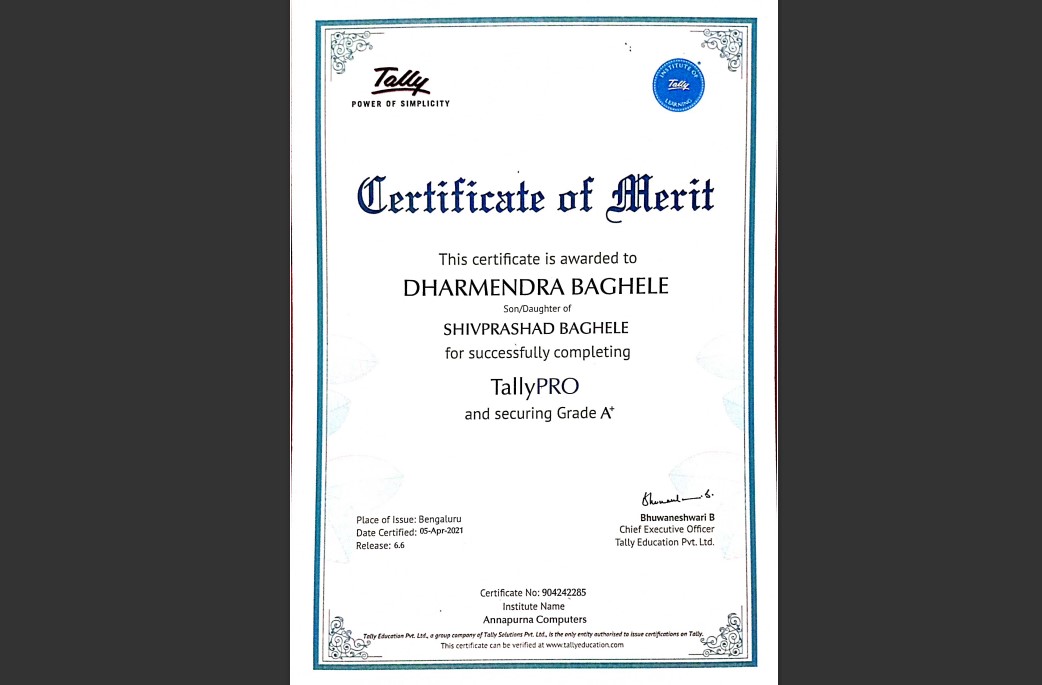 Tally
POWER OF SIMPLICITY
INSTITUTE OF
Tally
LEARNING
Certificate of Merit
This certificate is awarded to
DHARMENDRA BAGHELE
Son/Daughter of
SHIVPRASHAD BAGHELE
for successfully completing
TallyPRO
and securing Grade A+
Bhuwaneshwari B
Chief Executive Officer
Tally Education Pvt. Ltd.
Place of Issue: Bengaluru
Date Certified: 05-Apr-2021
Release: 6.6
Certificate No: 904242285
Institute Name
Annapurna Computers
Tally Education Pvt. Ltd., a group company of Tally Solutions Pvt. Ltd., is the only entity authorised to issue certifications on Tally.
This certificate can be verified at www.tallyeducation.com